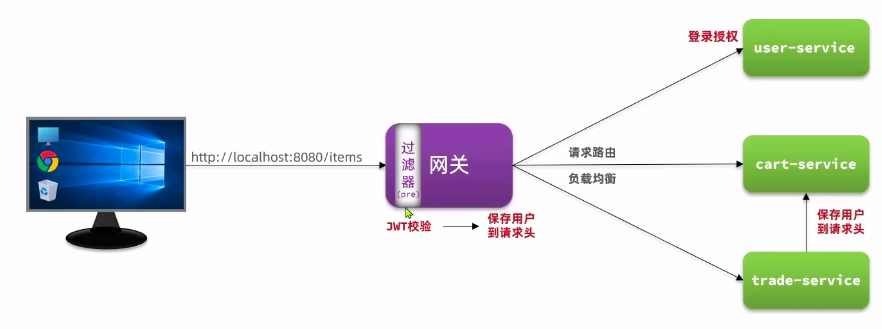 登录授权
user-service
http://localhost:8080/items
过滤器
(pre)
网关
请求路由
负载均衡
cart-service
JWT校验
保存用户
到请求头
保存用户
到请求头
trade-service